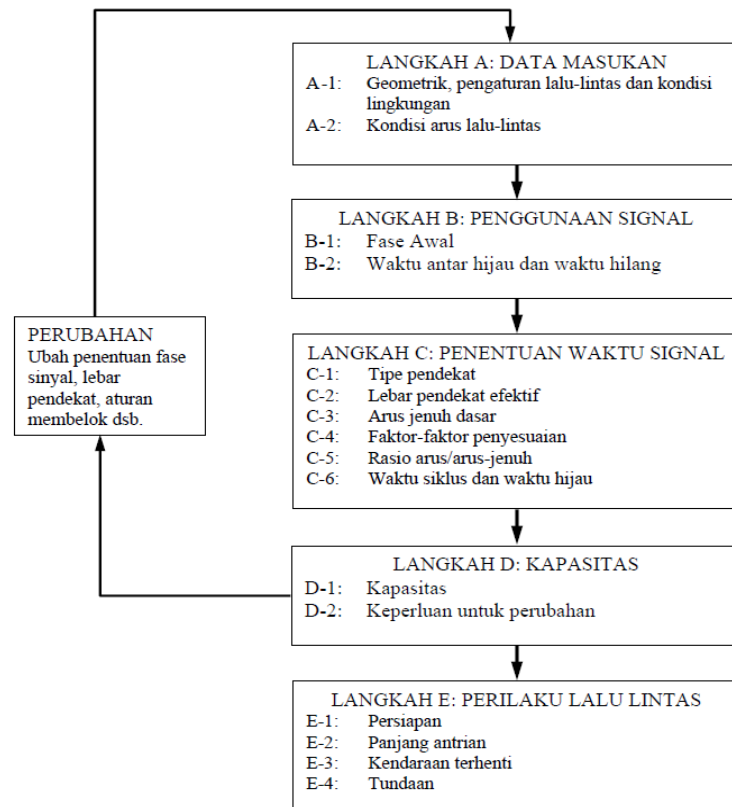 LANGKAH A: DATA MASUKAN
A-1: Geometrik, pengaturan lalu-lintas dan kondisi
lingkungan
A-2: Kondisi arus lalu-lintas
LANGKAH B: PENGGUNAAN SIGNAL
B-1: Fase Awal
B-2: Waktu antar hijau dan waktu hilang
PERUBAHAN
Ubah penentuan fase
sinyal, lebar
pendekat, aturan
membelok dsb.
LANGKAH C: PENENTUAN WAKTU SIGNAL
C-1: Tipe pendekat
C-2: Lebar pendekat efektif
C-3: Arus jenuh dasar
C-4: Faktor-faktor penyesuaian
C-5: Rasio arus/arus-jenuh
C-6: Waktu siklus dan waktu hijau
LANGKAH D: KAPASITAS
D-1: Kapasitas
D-2: Keperluan untuk perubahan
LANGKAH E: PERILAKU LALU LINTAS
E-1: Persiapan
E-2: Panjang antrian
E-3: Kendaraan terhenti
E-4: Tundaan